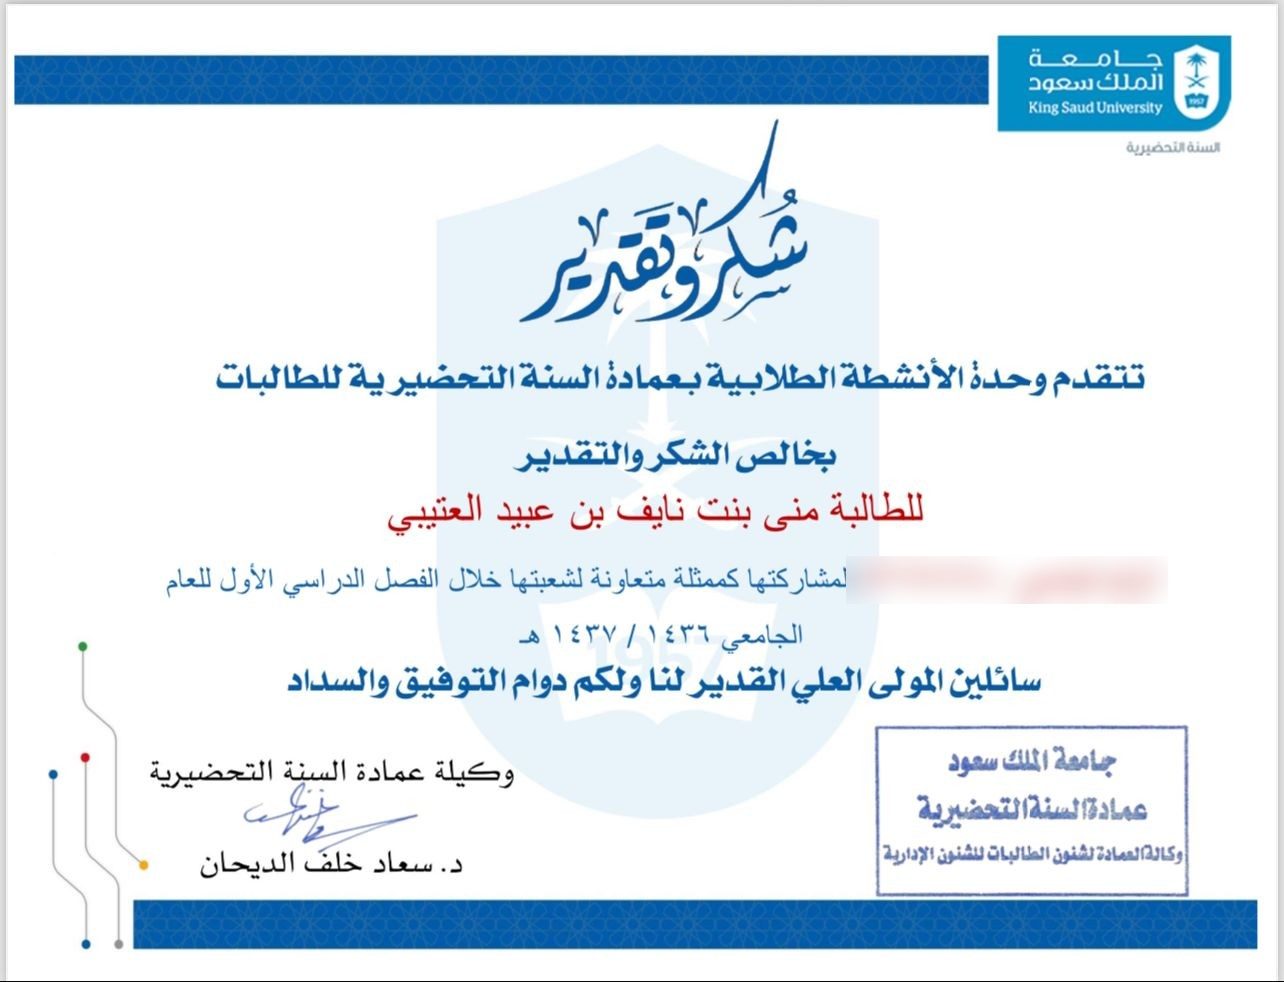 جامعة
الملك سعود
King Saud University
1957
السنة التحضيرية
شكر وتقدير
تتقدم وحدة الأنشطة الطلابية بعمادة السنة التحضيرية للطالبات
بخالص الشكر والتقدير
للطالبة منى بنت نايف بن عبيد العتيبي
لمشاركتها كممثلة متعاونة لشعبتها خلال الفصل الدراسي الأول للعام
الجامعي ١٤٣٦ / ١٤٣٧ هـ
1957
سائلين المولى العلي القدير لنا ولكم دوام التوفيق والسداد
وكيلة عمادة السنة التحضيرية
د. سعاد خلف الديحان
جامعة الملك سعود
عمادة السنة التحضيرية
وكالة العمادة لشئون الطالبات للشئون الإدارية